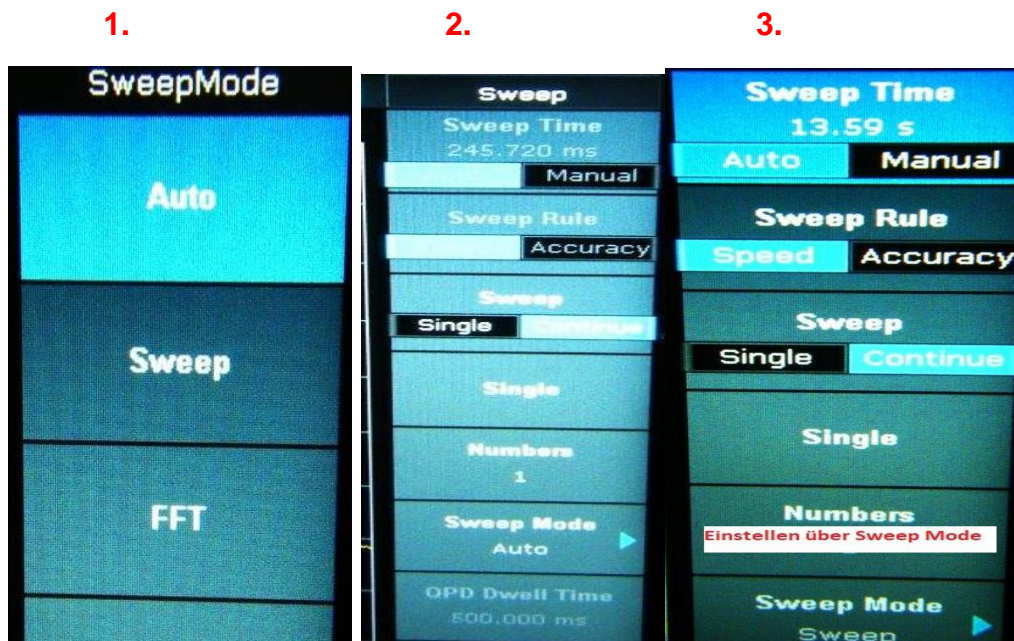 1. 2. 3.
SweepMode
Auto
Sweep
FFT
Sweep
Sweep Time
245.720 ms
Manual
Sweep Rule
Accuracy
Sweep
Single Continue
Single
Numbers
1
Sweep Mode
Auto
QPD Dwell Time
500.000 ms
Sweep Time
13.59 s
Auto Manual
Sweep Rule
Speed Accuracy
Sweep
Single Continue
Single
Numbers
Einstellen über Sweep Mode
Sweep Mode
Sweep